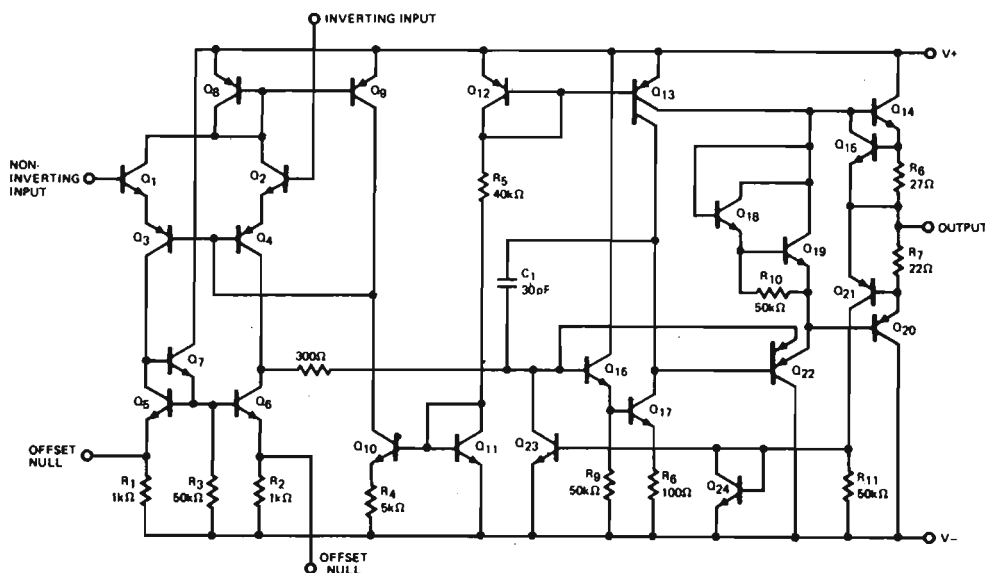 INVERTING INPUT
V+
Q8
Q9
Q12
Q13
Q14
Q15
NON-
INVERTING
INPUT
Q1
Q2
R5
40kΩ
R6
27Ω
Q18
OUTPUT
Q3
Q4
Q19
C1
30pF
R7
22Ω
R10
50kΩ
Q21
Q20
Q7
300Ω
Q16
Q22
Q5
Q6
Q17
OFFSET
NULL
Q10
Q11
Q23
R1
1kΩ
R3
50kΩ
R2
1kΩ
R4
5kΩ
R9
50kΩ
R6
100Ω
Q24
R11
50kΩ
V−
OFFSET
NULL